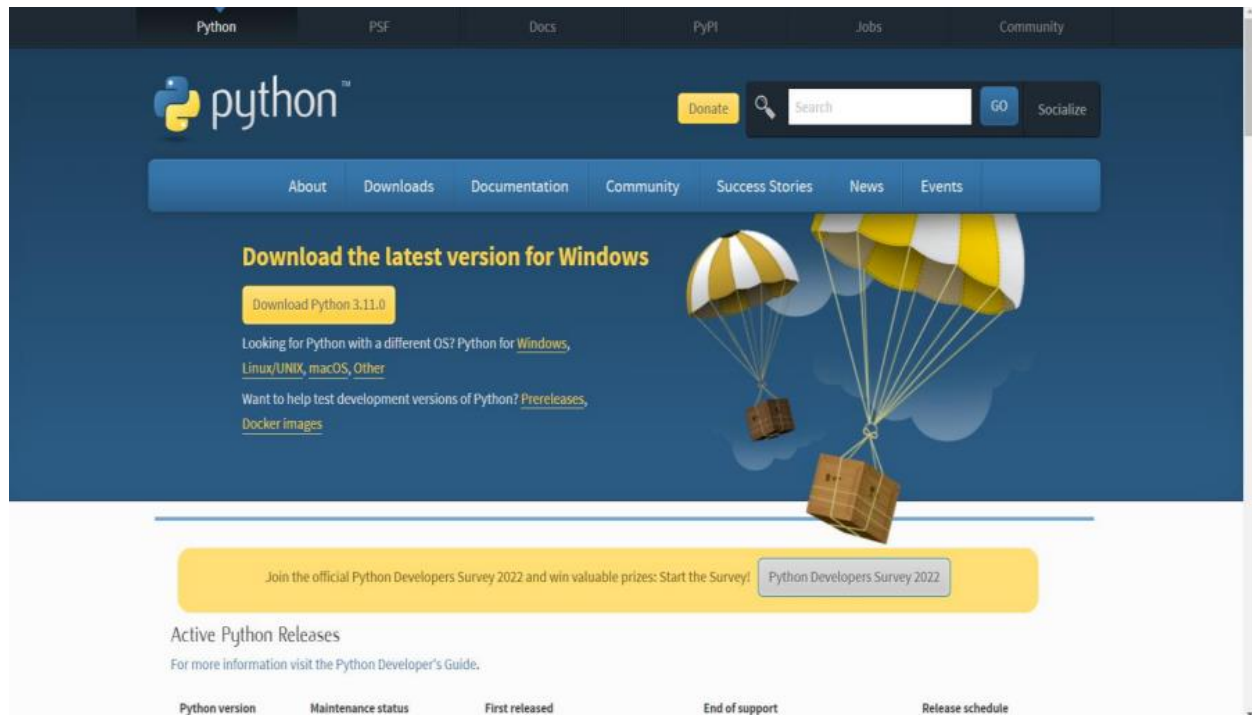 Python PSF Docs PyPI Jobs Community
python™
Donate Search GO Socialize
About Downloads Documentation Community Success Stories News Events
Download the latest version for Windows
Download Python 3.11.0
Looking for Python with a different OS? Python for Windows,
Linux/UNIX, macOS, Other
Want to help test development versions of Python? Prereleases,
Docker images
Join the official Python Developers Survey 2022 and win valuable prizes: Start the Survey! Python Developers Survey 2022
Active Python Releases
For more information visit the Python Developer's Guide.
Python version Maintenance status First released End of support Release schedule